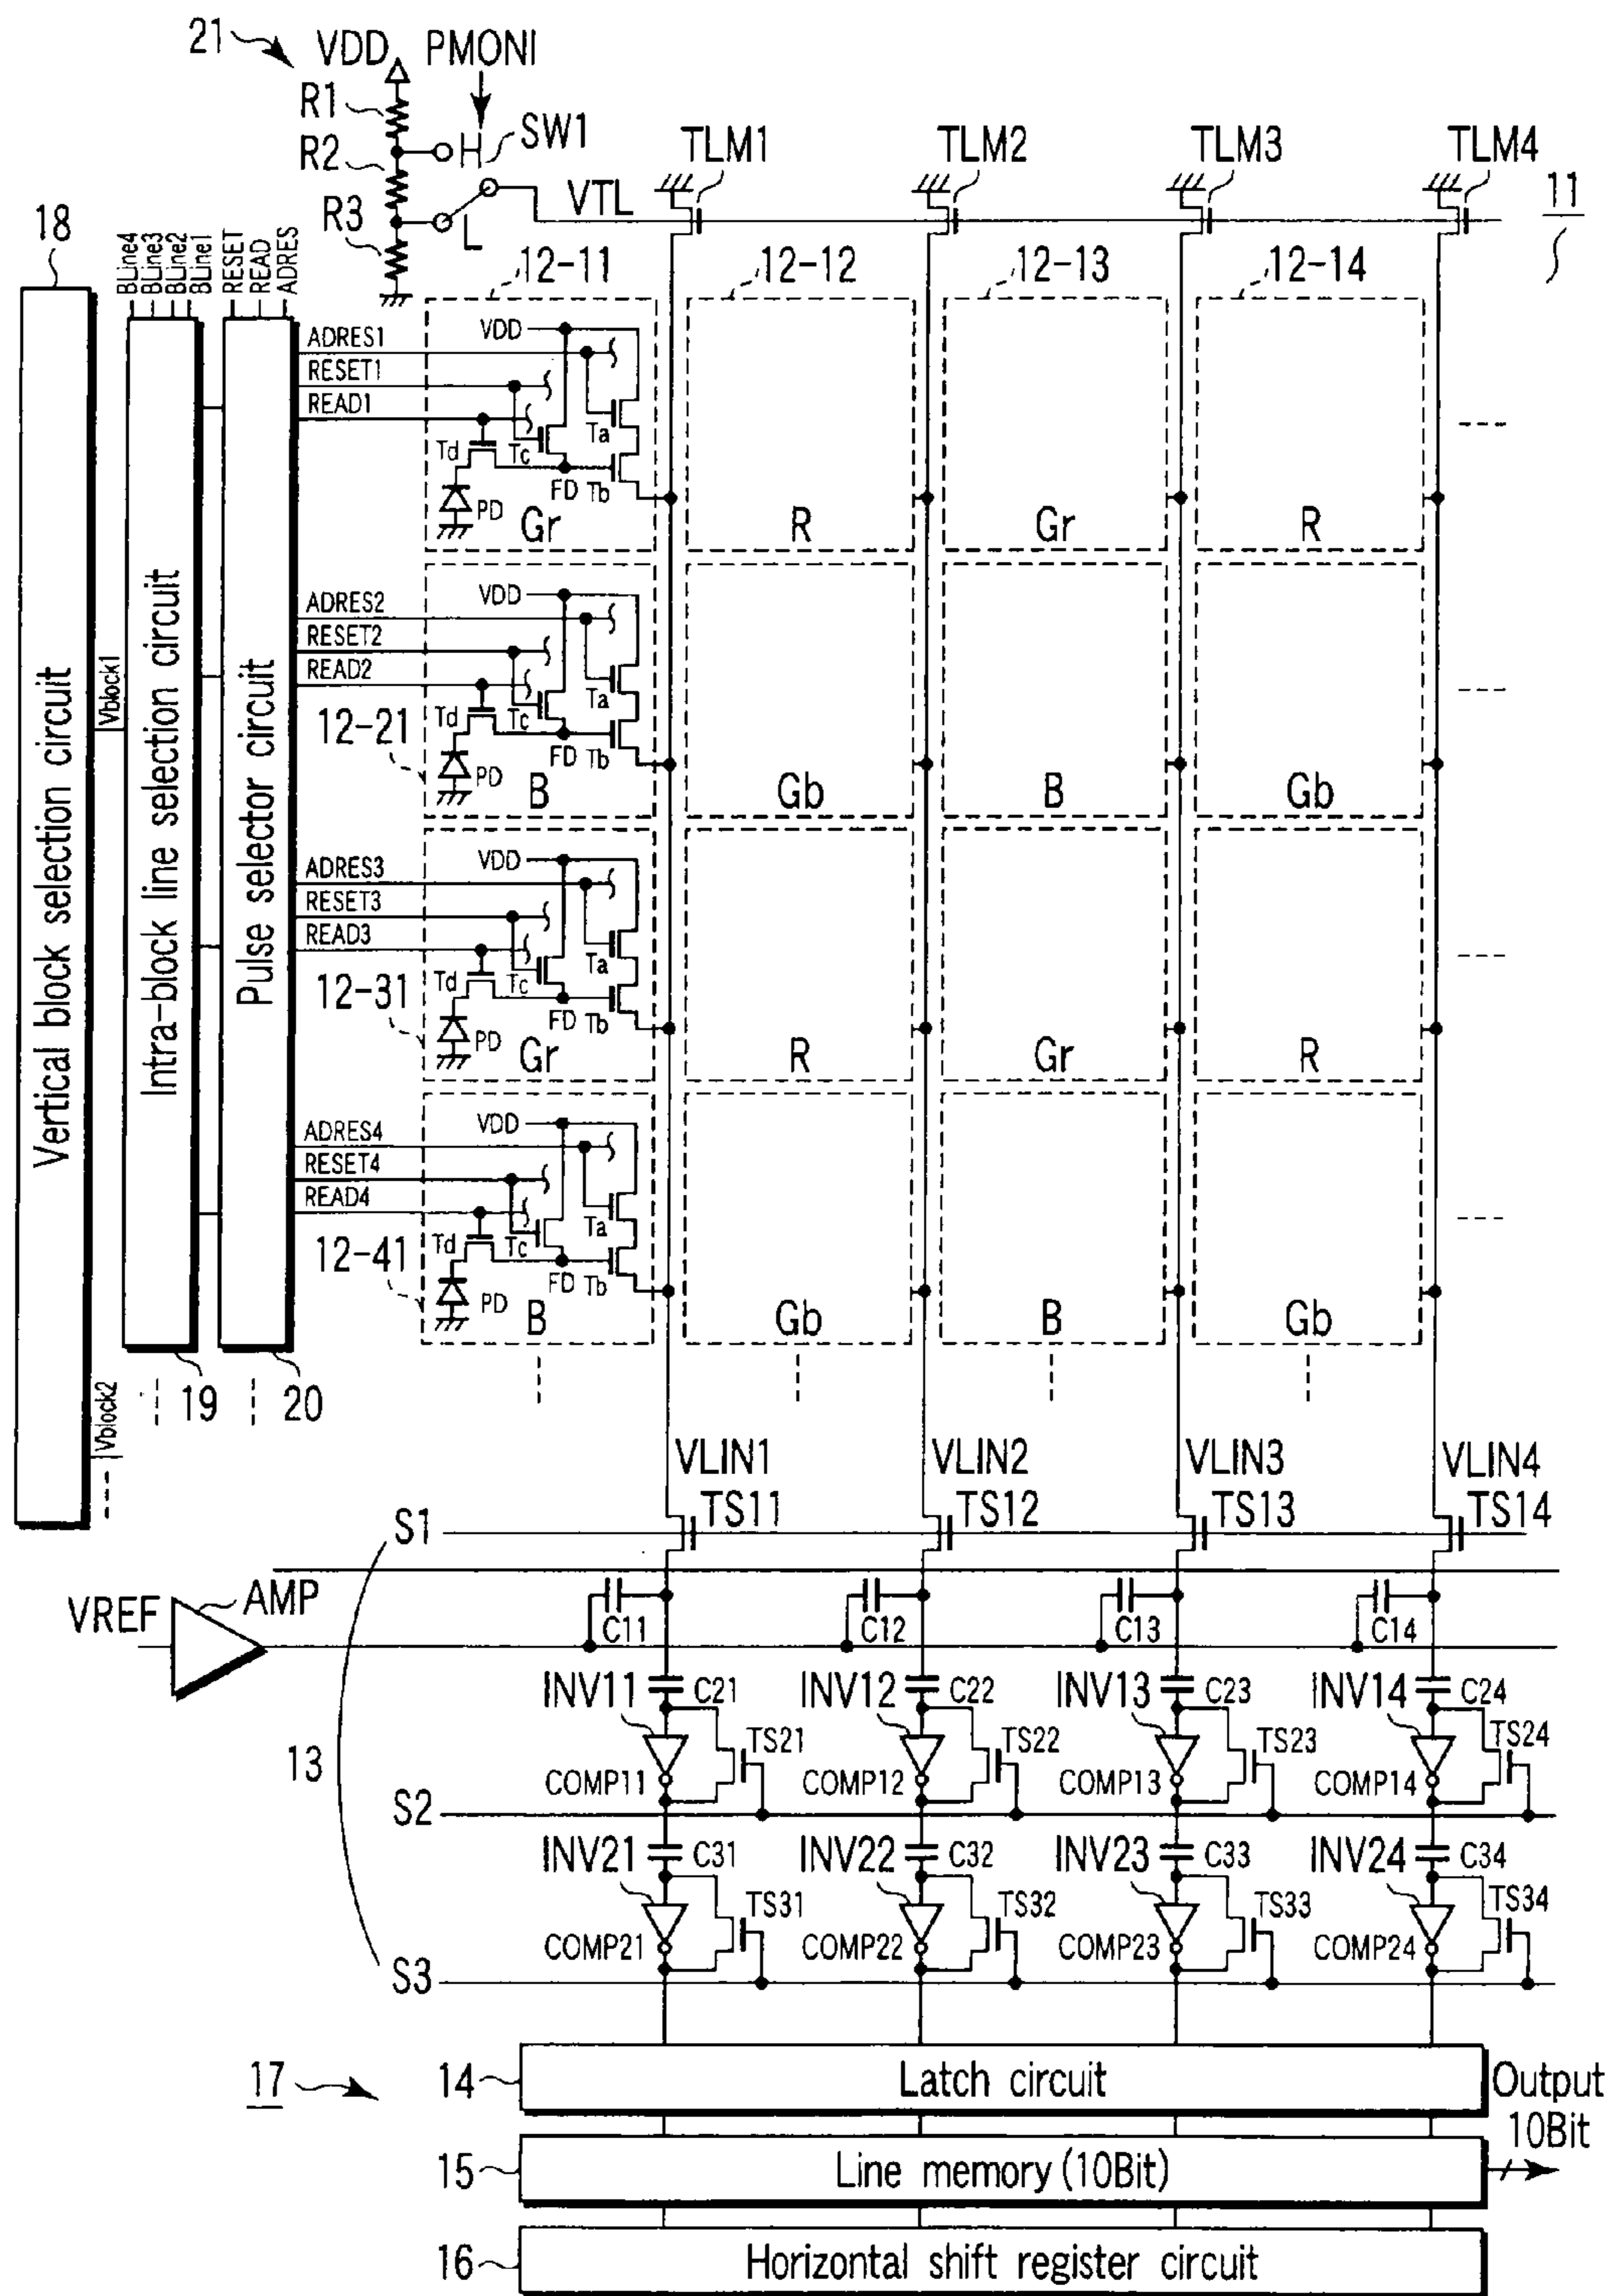 21
VDD PMONI
R1
H SW1
R2
TLM1 TLM2 TLM3 TLM4
R3
VTL
L
11
18
BLine4
BLine3
BLine2
BLine1
RESET
READ
ADRES
12-11 12-12 12-13 12-14
VDD
ADRES1
RESET1
READ1
Ta
Td Tc
FD Tb
PD
Gr R Gr R
VDD
ADRES2
RESET2
READ2
Ta
Td Tc
12-21
FD Tb
PD
B Gb B Gb
VDD
ADRES3
RESET3
READ3
Ta
Td Tc
12-31
FD Tb
PD
Gr R Gr R
VDD
ADRES4
RESET4
READ4
Ta
Td Tc
12-41
FD Tb
PD
B Gb B Gb
Vertical block selection circuit
Vblock1
Intra-block line selection circuit
Pulse selector circuit
19 20
Vblock2
VLIN1 VLIN2 VLIN3 VLIN4
S1 TS11 TS12 TS13 TS14
VREF AMP
C11 C12 C13 C14
INV11 C21 INV12 C22 INV13 C23 INV14 C24
TS21 TS22 TS23 TS24
13
COMP11 COMP12 COMP13 COMP14
S2
INV21 C31 INV22 C32 INV23 C33 INV24 C34
TS31 TS32 TS33 TS34
COMP21 COMP22 COMP23 COMP24
S3
17
14 Latch circuit
Output
10Bit
15 Line memory (10Bit)
16 Horizontal shift register circuit